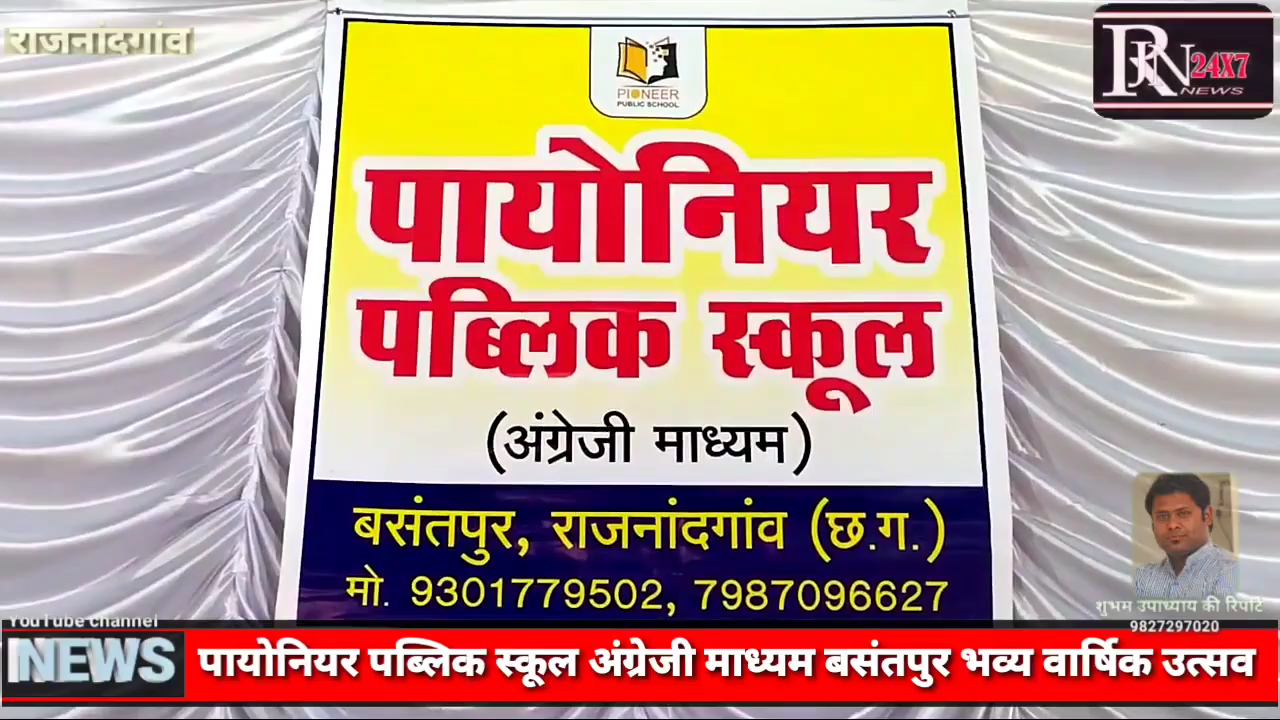 राजनांदगांव
RJN 24X7
NEWS
PIONEER
PUBLIC SCHOOL
पायोनियर
पब्लिक स्कूल
(अंग्रेजी माध्यम)
बसंतपुर, राजनांदगांव (छ.ग.)
मो. 9301779502, 7987096627
शुभम उपाध्याय की रिपोर्ट
9827297020
YouTube channel
NEWS
पायोनियर पब्लिक स्कूल अंग्रेजी माध्यम बसंतपुर भव्य वार्षिक उत्सव